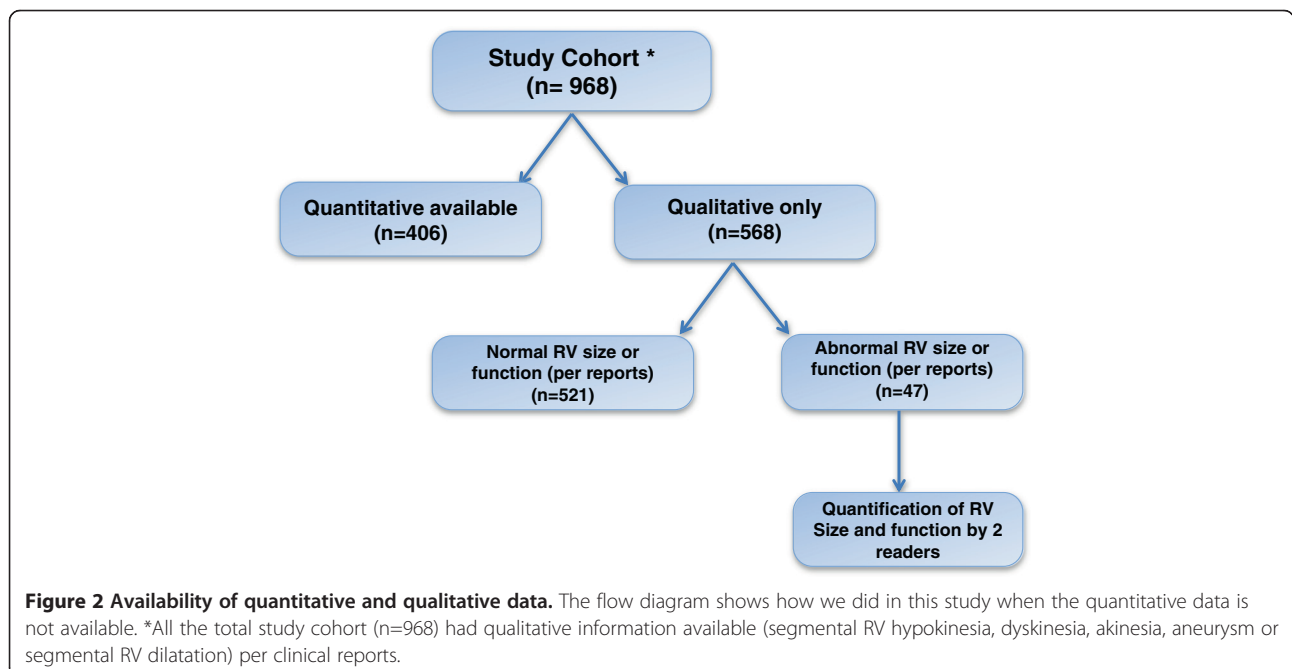 Study Cohort *
(n= 968)
Quantitative available
(n=406)
Qualitative only
(n=568)
Normal RV size or
function (per reports)
(n=521)
Abnormal RV size or
function (per reports)
(n=47)
Quantification of RV
Size and function by 2
readers
Figure 2 Availability of quantitative and qualitative data. The flow diagram shows how we did in this study when the quantitative data is
not available. *All the total study cohort (n=968) had qualitative information available (segmental RV hypokinesia, dyskinesia, akinesia, aneurysm or
segmental RV dilatation) per clinical reports.